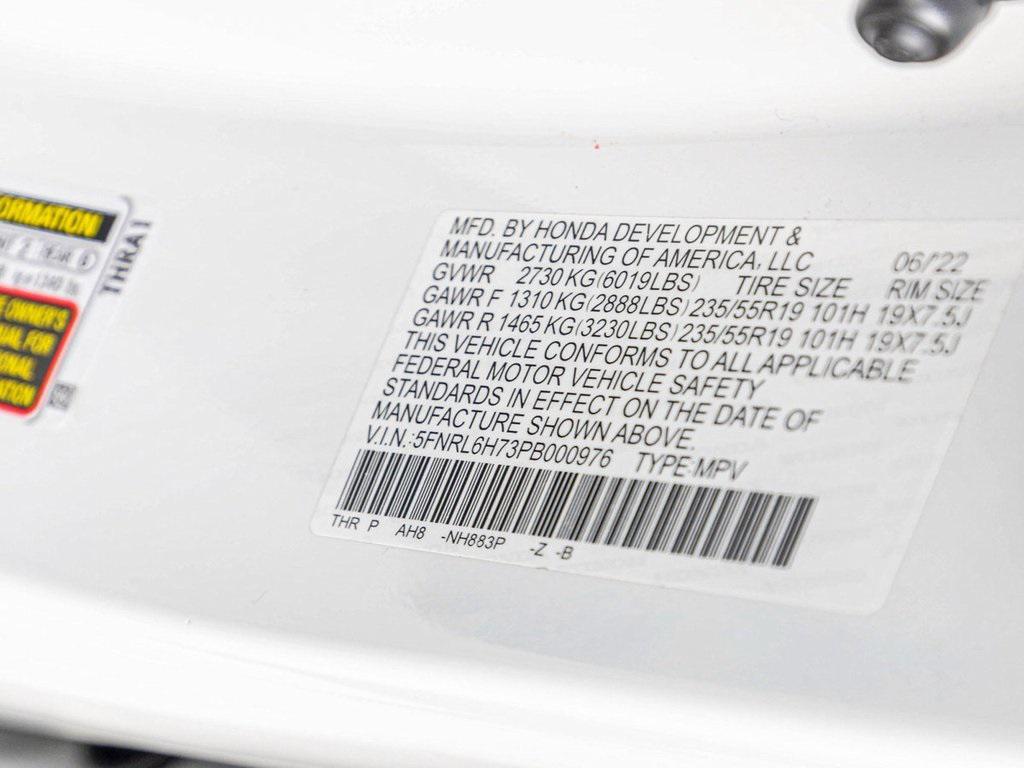 ORMATION
THRA1
OWNER'S
FOR
MFD. BY HONDA DEVELOPMENT &
MANUFACTURING OF AMERICA, LLC 06/'22
GVWR 2730 KG(6019LBS) TIRE SIZE RIM SIZE
GAWR F 1310 KG(2888LBS) 235/55R19 101H 19X7.5J
GAWR R 1465 KG(3230LBS) 235/55R19 101H 19X7.5J
THIS VEHICLE CONFORMS TO ALL APPLICABLE
FEDERAL MOTOR VEHICLE SAFETY
STANDARDS IN EFFECT ON THE DATE OF
MANUFACTURE SHOWN ABOVE.
V.I.N.:5FNRL6H73PB000976 TYPE:MPV
THR P AH8 -NH883P -Z -B